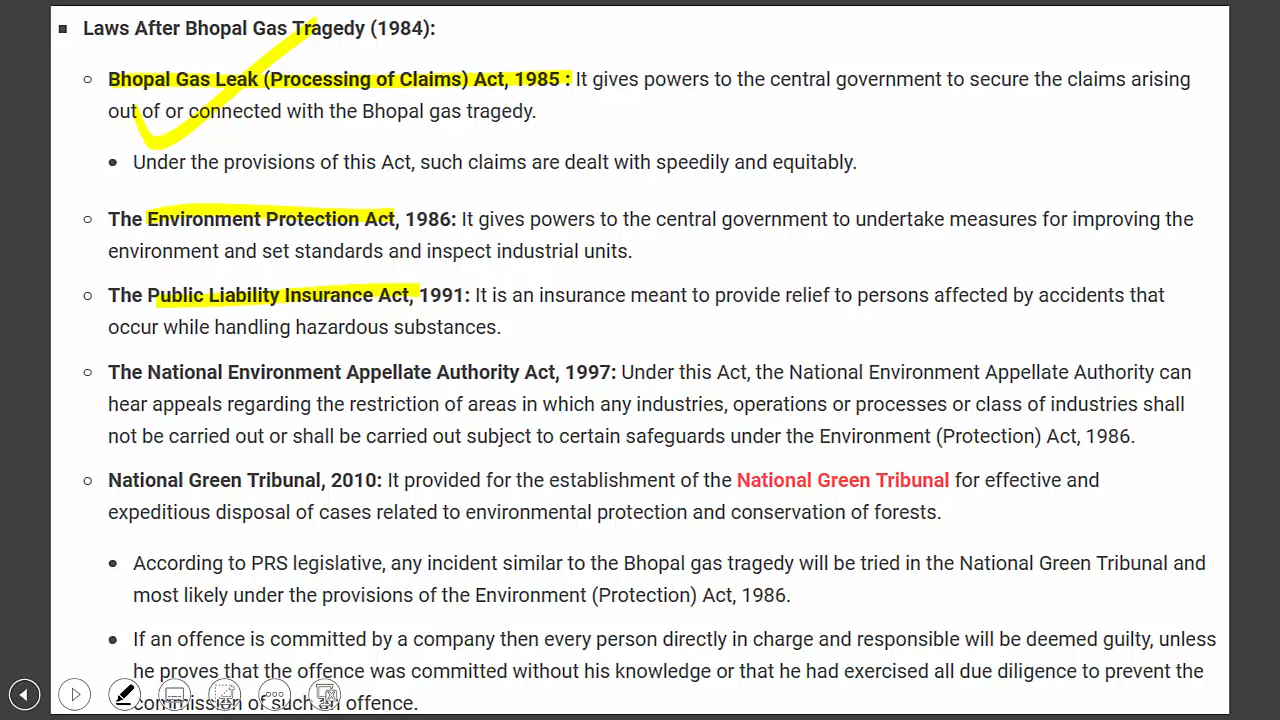 Laws After Bhopal Gas Tragedy (1984):
Bhopal Gas Leak (Processing of Claims) Act, 1985 : It gives powers to the central government to secure the claims arising
out of or connected with the Bhopal gas tragedy.
Under the provisions of this Act, such claims are dealt with speedily and equitably.
The Environment Protection Act, 1986: It gives powers to the central government to undertake measures for improving the
environment and set standards and inspect industrial units.
The Public Liability Insurance Act, 1991: It is an insurance meant to provide relief to persons affected by accidents that
occur while handling hazardous substances.
The National Environment Appellate Authority Act, 1997: Under this Act, the National Environment Appellate Authority can
hear appeals regarding the restriction of areas in which any industries, operations or processes or class of industries shall
not be carried out or shall be carried out subject to certain safeguards under the Environment (Protection) Act, 1986.
National Green Tribunal, 2010: It provided for the establishment of the National Green Tribunal for effective and
expeditious disposal of cases related to environmental protection and conservation of forests.
According to PRS legislative, any incident similar to the Bhopal gas tragedy will be tried in the National Green Tribunal and
most likely under the provisions of the Environment (Protection) Act, 1986.
If an offence is committed by a company then every person directly in charge and responsible will be deemed guilty, unless
he proves that the offence was committed without his knowledge or that he had exercised all due diligence to prevent the
commission of such an offence.